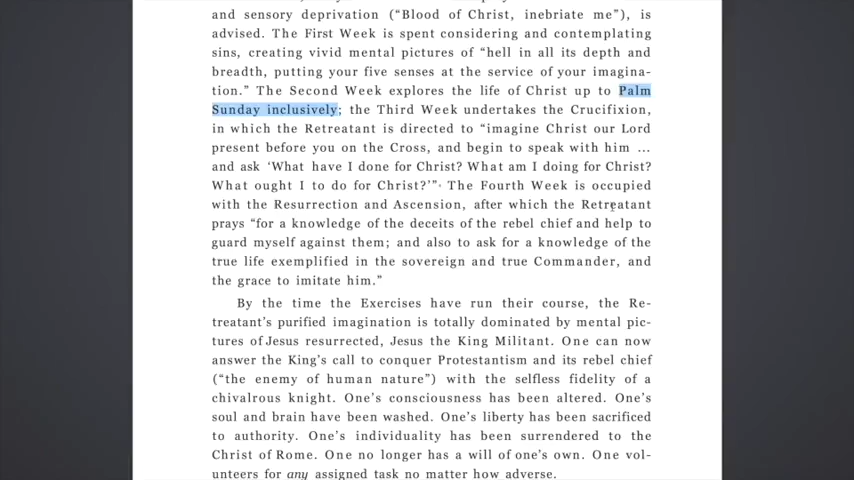 and sensory deprivation (“Blood of Christ, inebriate me”), is
advised. The First Week is spent considering and contemplating
sins, creating vivid mental pictures of “hell in all its depth and
breadth, putting your five senses at the service of your imagina-
tion.” The Second Week explores the life of Christ up to Palm
Sunday inclusively; the Third Week undertakes the Crucifixion,
in which the Retreatant is directed to “imagine Christ our Lord
present before you on the Cross, and begin to speak with him ...
and ask ‘What have I done for Christ? What am I doing for Christ?
What ought I to do for Christ?’” The Fourth Week is occupied
with the Resurrection and Ascension, after which the Retreatant
prays “for a knowledge of the deceits of the rebel chief and help to
guard myself against them; and also to ask for a knowledge of the
true life exemplified in the sovereign and true Commander, and
the grace to imitate him.”
By the time the Exercises have run their course, the Re-
treatant’s purified imagination is totally dominated by mental pic-
tures of Jesus resurrected, Jesus the King Militant. One can now
answer the King’s call to conquer Protestantism and its rebel chief
(“the enemy of human nature”) with the selfless fidelity of a
chivalrous knight. One’s consciousness has been altered. One’s
soul and brain have been washed. One’s liberty has been sacrificed
to authority. One’s individuality has been surrendered to the
Christ of Rome. One no longer has a will of one’s own. One vol-
unteers for any assigned task no matter how adverse.